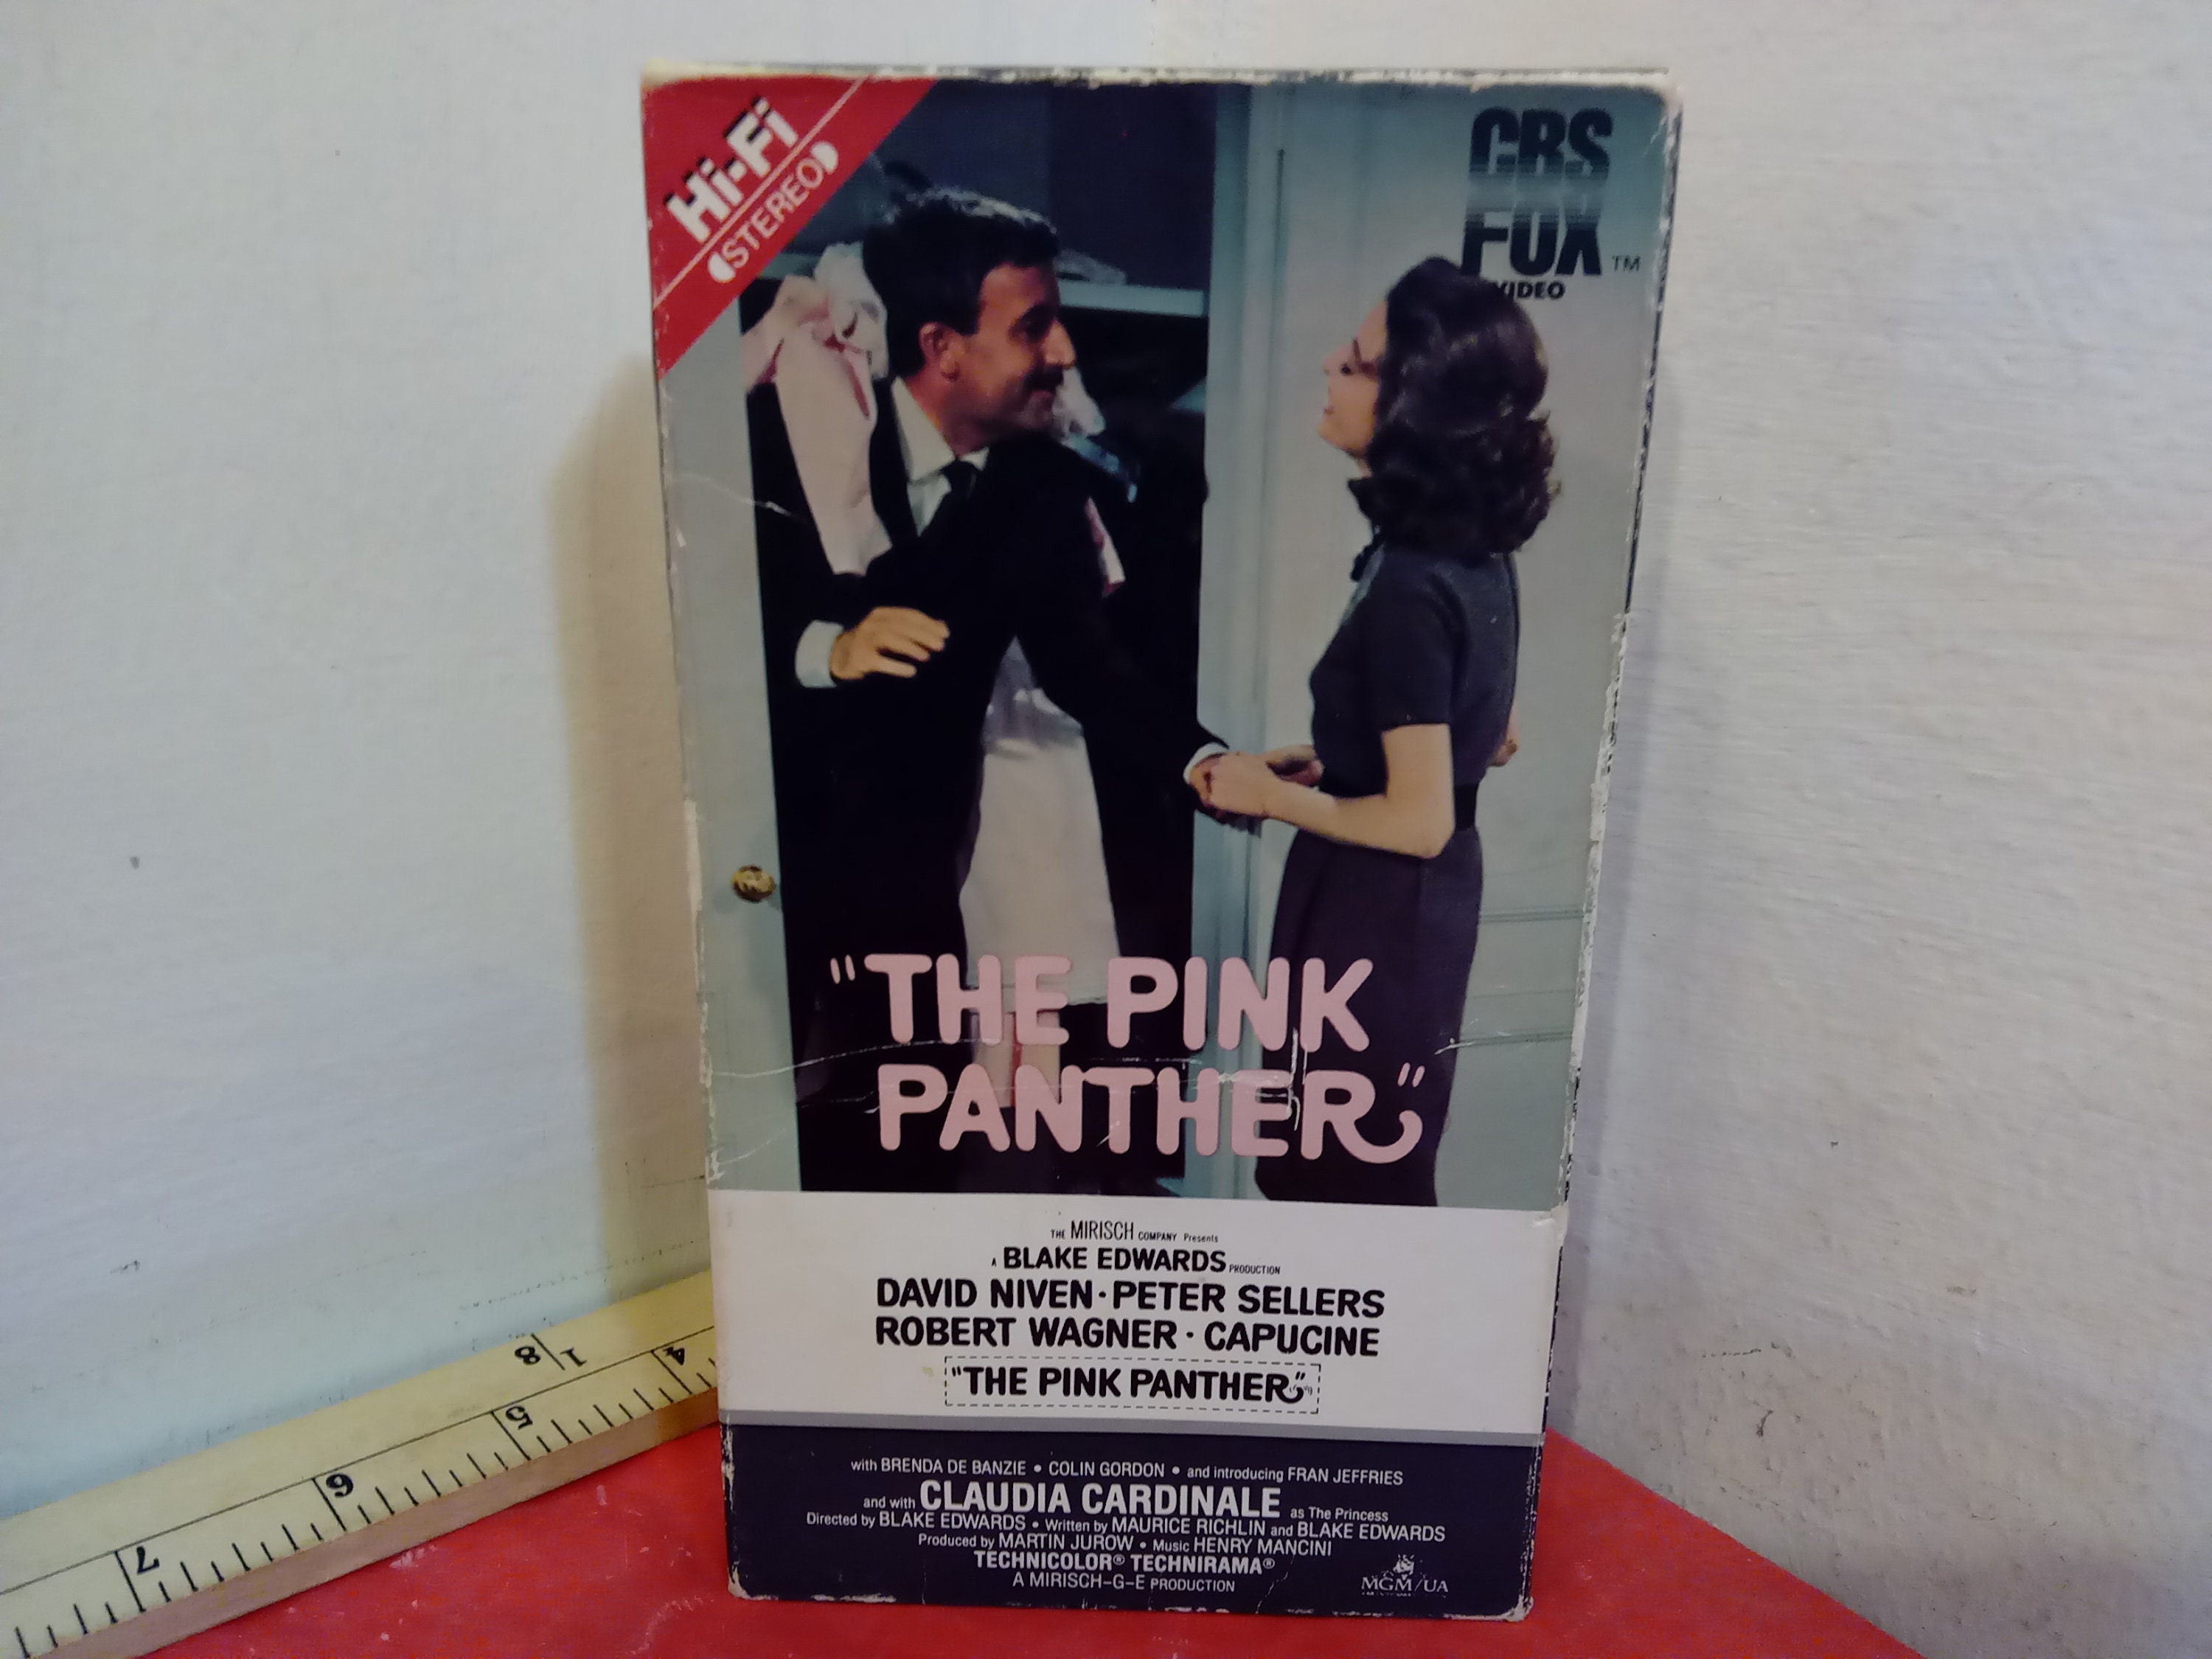 Hi-Fi
STEREO
CBS
FOX
TM
VIDEO
"THE PINK
PANTHER"
THE MIRISCH COMPANY Presents
A BLAKE EDWARDS PRODUCTION
DAVID NIVEN · PETER SELLERS
ROBERT WAGNER · CAPUCINE
"THE PINK PANTHER"
with BRENDA DE BANZIE • COLIN GORDON • and introducing FRAN JEFFRIES
and with CLAUDIA CARDINALE as The Princess
Directed by BLAKE EDWARDS • Written by MAURICE RICHLIN and BLAKE EDWARDS
Produced by MARTIN JUROW • Music HENRY MANCINI
TECHNICOLOR® TECHNIRAMA®
A MIRISCH-G-E PRODUCTION
MGM/UA
8 1
4
5
6
7